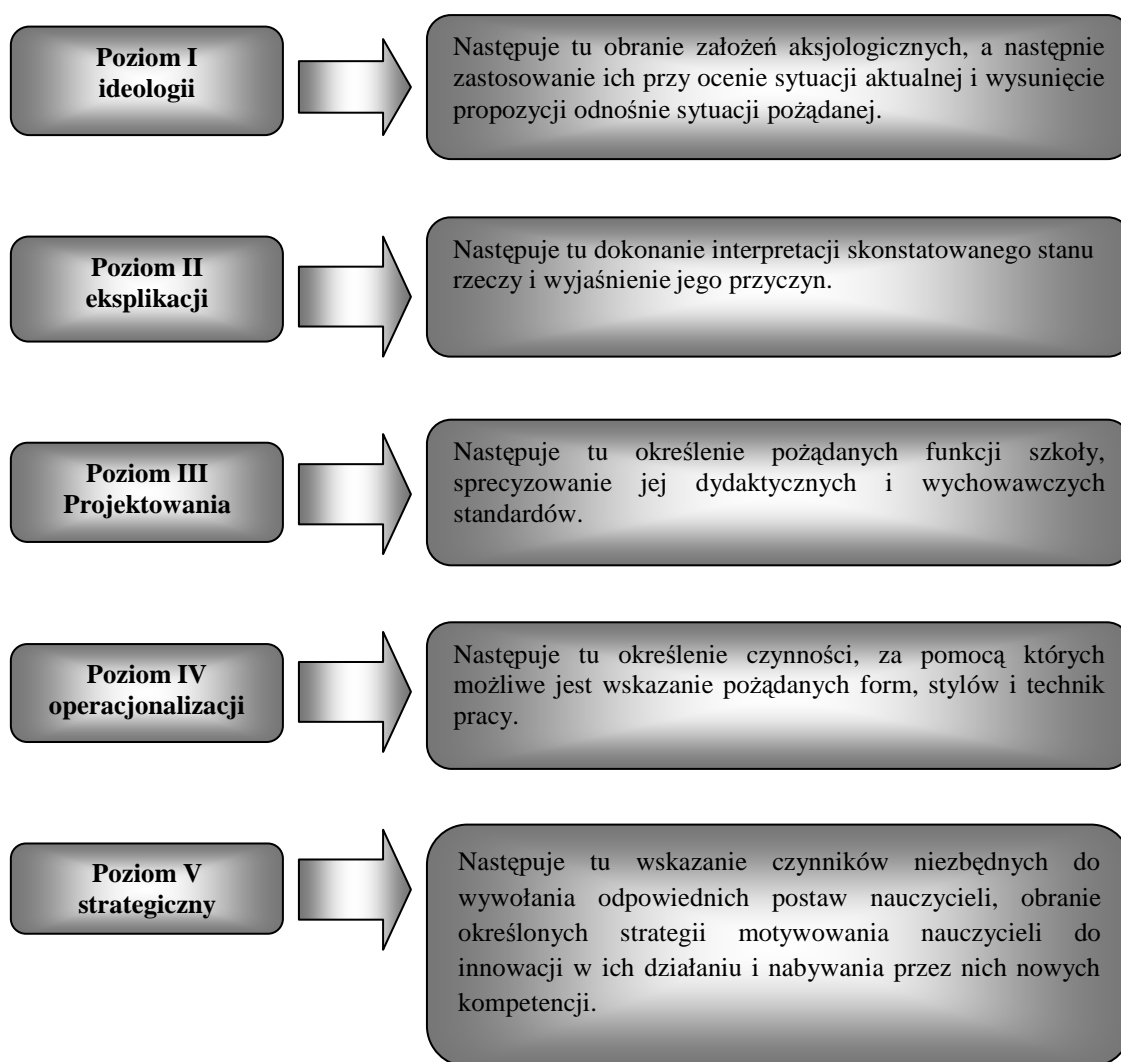 Poziom I
ideologii
Następuje tu obranie założeń aksjologicznych, a następnie
zastosowanie ich przy ocenie sytuacji aktualnej i wysunięcie
propozycji odnośnie sytuacji pożądanej.
Poziom II
eksplikacji
Następuje tu dokonanie interpretacji skonstatowanego stanu
rzeczy i wyjaśnienie jego przyczyn.
Poziom III
Projektowania
Następuje tu określenie pożądanych funkcji szkoły,
sprecyzowanie jej dydaktycznych i wychowawczych
standardów.
Poziom IV
operacjonalizacji
Następuje tu określenie czynności, za pomocą których
możliwe jest wskazanie pożądanych form, stylów i technik
pracy.
Poziom V
strategiczny
Następuje tu wskazanie czynników niezbędnych do
wywołania odpowiednich postaw nauczycieli, obranie
określonych strategii motywowania nauczycieli do
innowacji w ich działaniu i nabywania przez nich nowych
kompetencji.